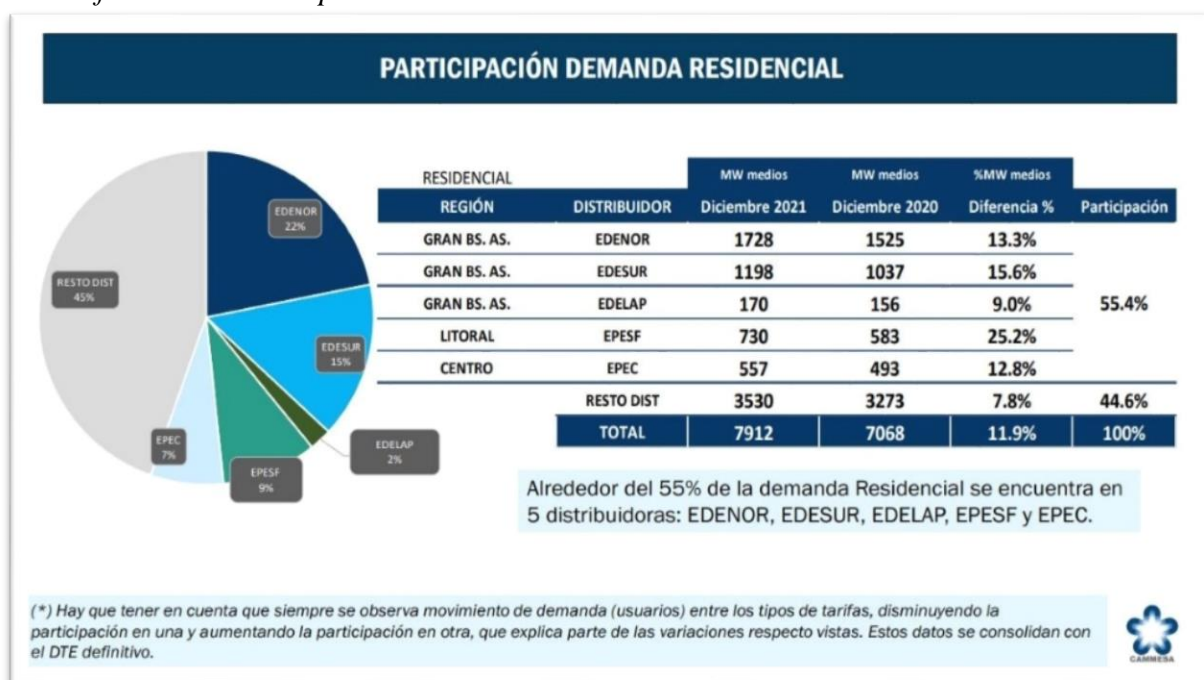 PARTICIPACIÓN DEMANDA RESIDENCIAL
EDENOR
22%
RESTO DIST
45%
EDESUR
15%
EPEC
7%
EDELAP
2%
EPESF
9%
RESIDENCIAL MW medios MW medios %MW medios
REGIÓN DISTRIBUIDOR Diciembre 2021 Diciembre 2020 Diferencia % Participación
GRAN BS. AS. EDENOR 1728 1525 13.3%
GRAN BS. AS. EDESUR 1198 1037 15.6%
GRAN BS. AS. EDELAP 170 156 9.0% 55.4%
LITORAL EPESF 730 583 25.2%
CENTRO EPEC 557 493 12.8%
RESTO DIST 3530 3273 7.8% 44.6%
TOTAL 7912 7068 11.9% 100%
Alrededor del 55% de la demanda Residencial se encuentra en
5 distribuidoras: EDENOR, EDESUR, EDELAP, EPESF y EPEC.
(*) Hay que tener en cuenta que siempre se observa movimiento de demanda (usuarios) entre los tipos de tarifas, disminuyendo la
participación en una y aumentando la participación en otra, que explica parte de las variaciones respecto vistas. Estos datos se consolidan con
el DTE definitivo.
CAMMESA